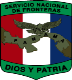 SERVICIO NACIONAL
DE FRONTERAS
DIOS Y PATRIA